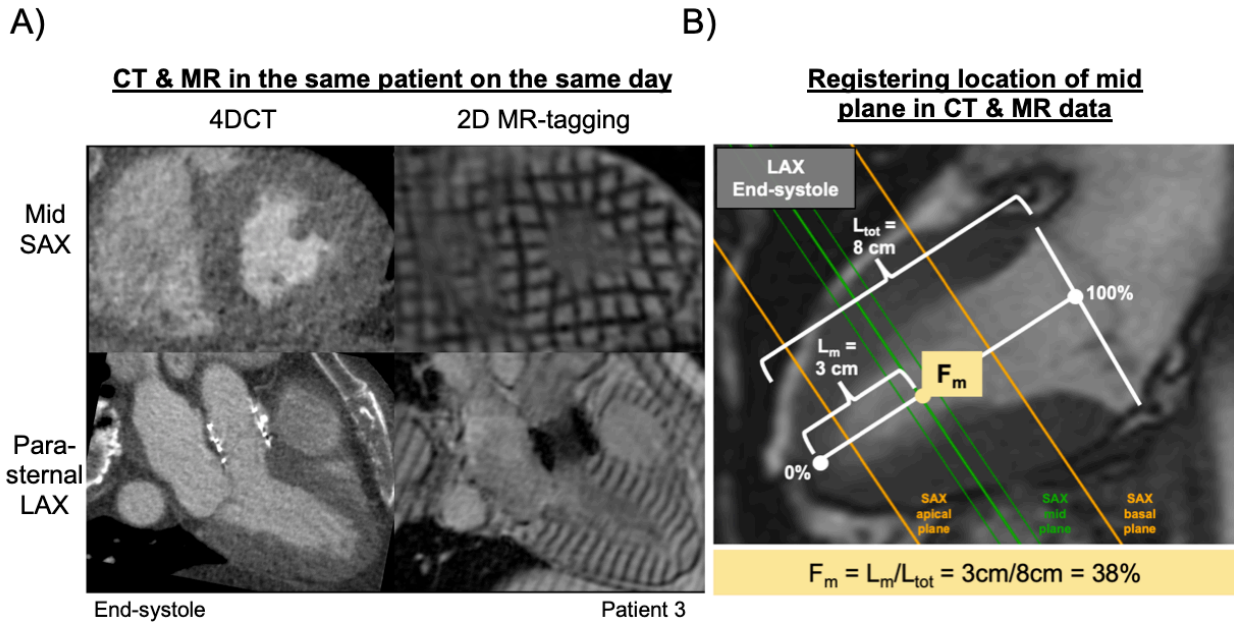 A)
CT & MR in the same patient on the same day
4DCT
2D MR-tagging
Mid
SAX
Para-
sternal
LAX
End-systole
Patient 3
B)
Registering location of mid
plane in CT & MR data
LAX
End-systole
Ltot =
8 cm
100%
Lm =
3 cm
Fm
0%
SAX
apical
plane
SAX
mid
plane
SAX
basal
plane
Fm = Lm/Ltot = 3cm/8cm = 38%